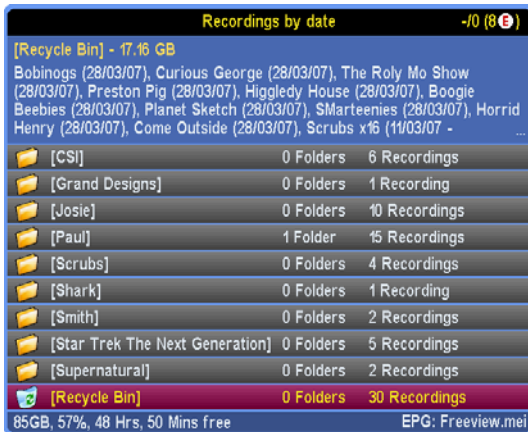 Recordings by date -/0 (8 E)
[Recycle Bin] - 17.16 GB
Bobinogs (28/03/07), Curious George (28/03/07), The Roly Mo Show
(28/03/07), Preston Pig (28/03/07), Higgledy House (28/03/07), Boogie
Beebies (28/03/07), Planet Sketch (28/03/07), SMarteenies (28/03/07), Horrid
Henry (28/03/07), Come Outside (28/03/07), Scrubs x16 (11/03/07 - ...
[CSI] 0 Folders 6 Recordings
[Grand Designs] 0 Folders 1 Recording
[Josie] 0 Folders 10 Recordings
[Paul] 1 Folder 15 Recordings
[Scrubs] 0 Folders 4 Recordings
[Shark] 0 Folders 1 Recording
[Smith] 0 Folders 2 Recordings
[Star Trek The Next Generation] 0 Folders 5 Recordings
[Supernatural] 0 Folders 2 Recordings
[Recycle Bin] 0 Folders 30 Recordings
85GB, 57%, 48 Hrs, 50 Mins free EPG: Freeview.mei